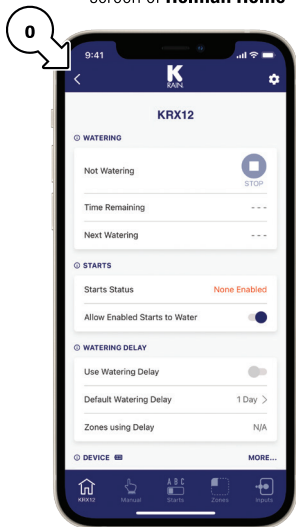 screen of Holman Home
0
9:41
K
RAIN.
KRX12
WATERING
Not Watering
STOP
Time Remaining
- - -
Next Watering
- - -
STARTS
Starts Status
None Enabled
Allow Enabled Starts to Water
WATERING DELAY
Use Watering Delay
Default Watering Delay
1 Day >
Zones using Delay
N/A
DEVICE
MORE...
A B C
KRX12
Manual
Starts
Zones
Inputs